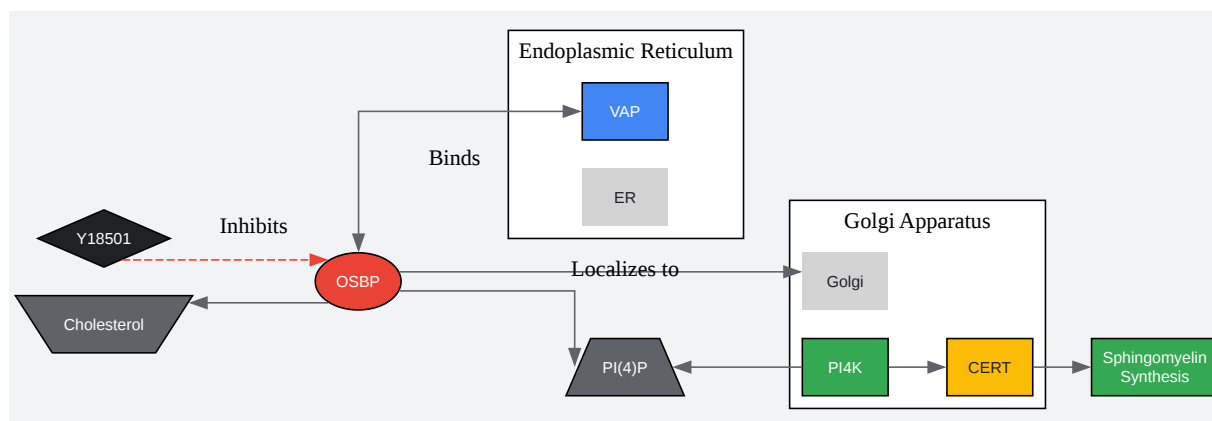 Endoplasmic Reticulum
VAP
Binds
ER
Y18501
Inhibits
Golgi Apparatus
OSBP
Localizes to
Golgi
Cholesterol
PI(4)P
PI4K
CERT
Sphingomyelin
Synthesis